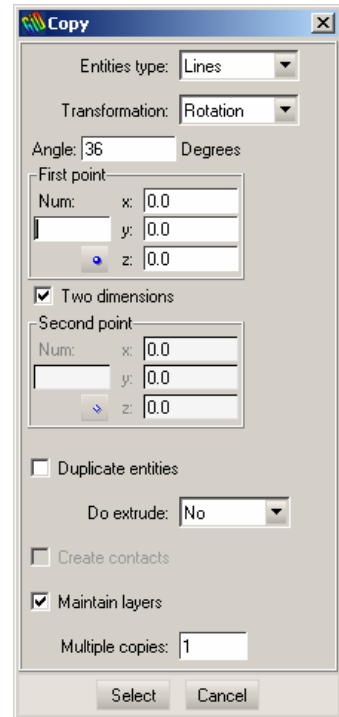 Copy
Entities type: Lines
Transformation: Rotation
Angle: 36 Degrees
First point
Num: x: 0.0
y: 0.0
z: 0.0
Two dimensions
Second point
Num: x: 0.0
y: 0.0
z: 0.0
Duplicate entities
Do extrude: No
Create contacts
Maintain layers
Multiple copies: 1
Select Cancel